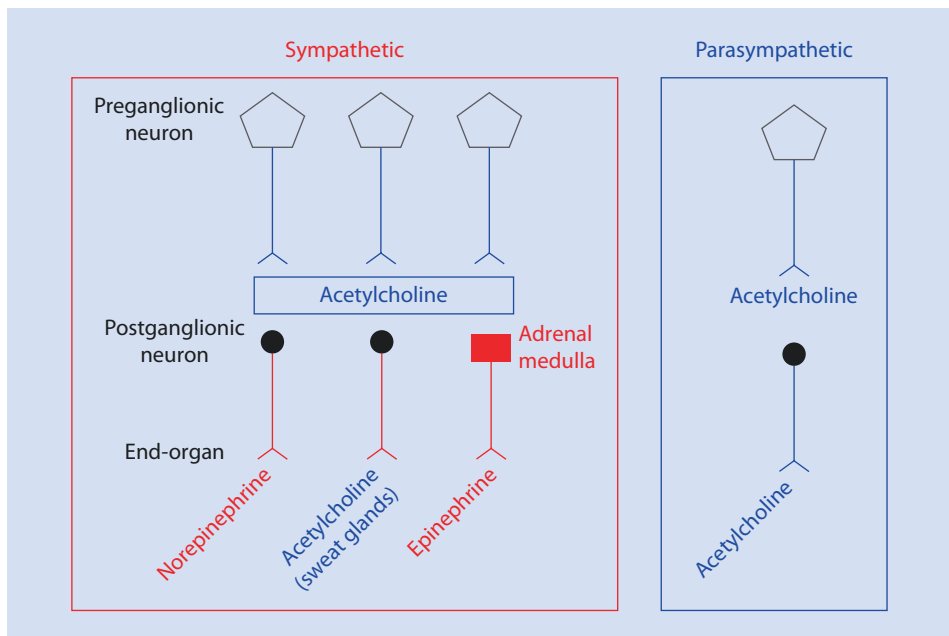 Sympathetic
Parasympathetic
Preganglionic
neuron
Acetylcholine
Acetylcholine
Postganglionic
neuron
Adrenal
medulla
End-organ
Norepinephrine
Acetylcholine
(sweat glands)
Epinephrine
Acetylcholine